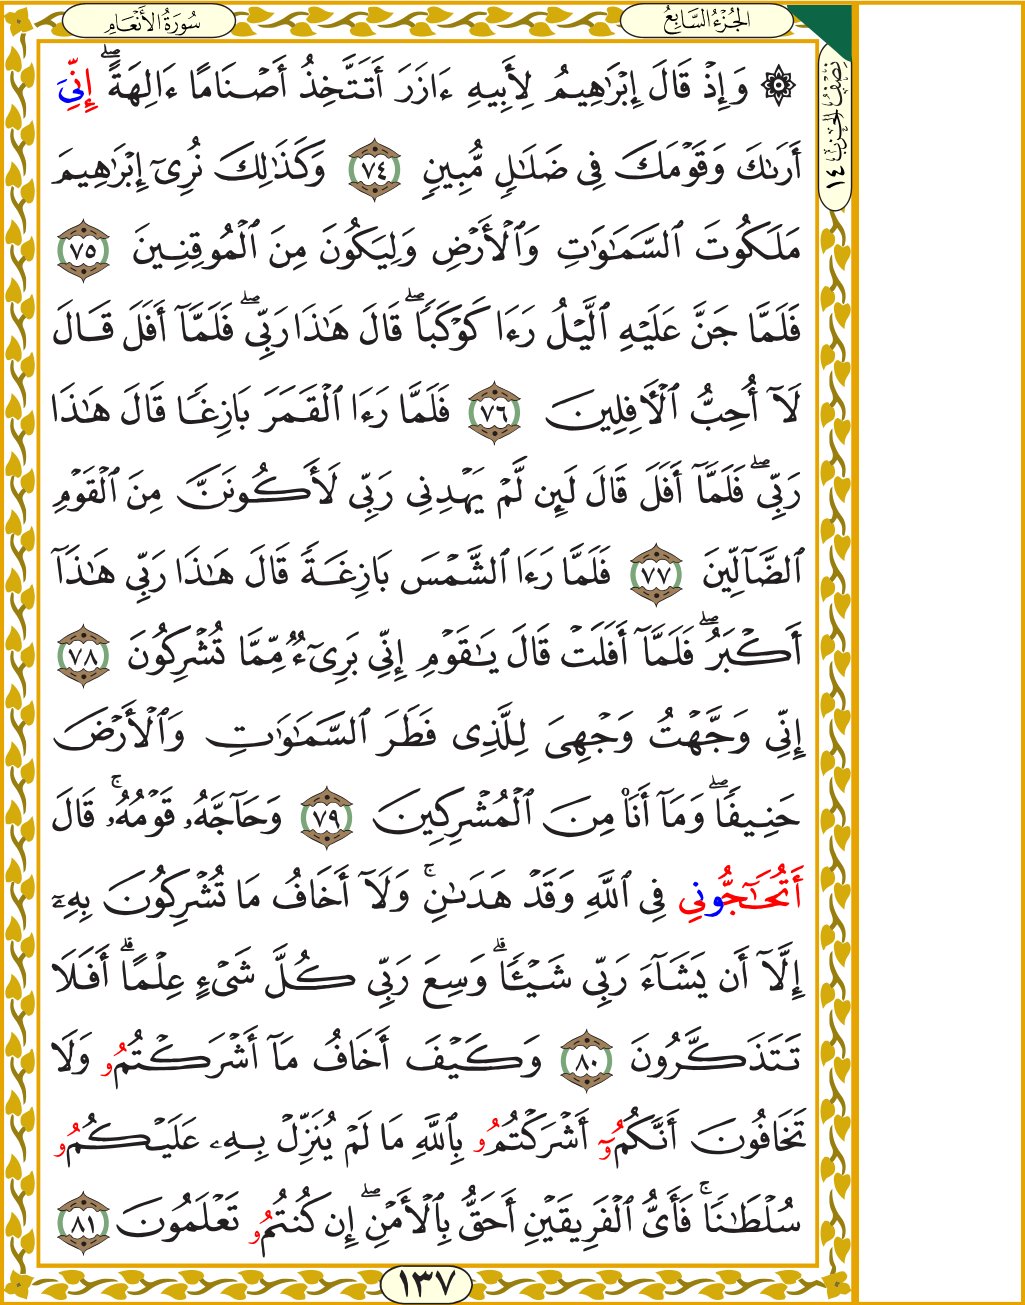 سُورَةُ الأَنْعَامِ
الجُزْءُ السَّابِعُ
نِصْفُ الحِزْبِ ١٤
۞ وَإِذْ قَالَ إِبْرَٰهِيمُ لِأَبِيهِ ءَازَرَ أَتَتَّخِذُ أَصْنَامًا ءَالِهَةً ۖ إِنِّيَ
أَرَىٰكَ وَقَوْمَكَ فِى ضَلَٰلٍ مُّبِينٍ ٧٤ وَكَذَٰلِكَ نُرِىٓ إِبْرَٰهِيمَ
مَلَكُوتَ ٱلسَّمَٰوَٰتِ وَٱلْأَرْضِ وَلِيَكُونَ مِنَ ٱلْمُوقِنِينَ ٧٥
فَلَمَّا جَنَّ عَلَيْهِ ٱلَّيْلُ رَءَا كَوْكَبًا ۖ قَالَ هَٰذَا رَبِّى ۖ فَلَمَّآ أَفَلَ قَالَ
لَآ أُحِبُّ ٱلْأَفِلِينَ ٧٦ فَلَمَّا رَءَا ٱلْقَمَرَ بَازِغًا قَالَ هَٰذَا
رَبِّى ۖ فَلَمَّآ أَفَلَ قَالَ لَئِن لَّمْ يَهْدِنِى رَبِّى لَأَكُونَنَّ مِنَ ٱلْقَوْمِ
ٱلضَّآلِّينَ ٧٧ فَلَمَّا رَءَا ٱلشَّمْسَ بَازِغَةً قَالَ هَٰذَا رَبِّى هَٰذَآ
أَكْبَرُ ۖ فَلَمَّآ أَفَلَتْ قَالَ يَٰقَوْمِ إِنِّى بَرِىٓءٌ مِّمَّا تُشْرِكُونَ ٧٨
إِنِّى وَجَّهْتُ وَجْهِىَ لِلَّذِى فَطَرَ ٱلسَّمَٰوَٰتِ وَٱلْأَرْضَ
حَنِيفًا ۖ وَمَآ أَنَا۠ مِنَ ٱلْمُشْرِكِينَ ٧٩ وَحَآجَّهُۥ قَوْمُهُۥ ۚ قَالَ
أَتُحَٰٓجُّونِي فِى ٱللَّهِ وَقَدْ هَدَىٰنِ ۚ وَلَآ أَخَافُ مَا تُشْرِكُونَ بِهِۦٓ
إِلَّآ أَن يَشَآءَ رَبِّى شَيْـًٔا ۗ وَسِعَ رَبِّى كُلَّ شَىْءٍ عِلْمًا ۗ أَفَلَا
تَتَذَكَّرُونَ ٨٠ وَكَيْفَ أَخَافُ مَآ أَشْرَكْتُمُۥ وَلَا
تَخَافُونَ أَنَّكُمُۥٓ أَشْرَكْتُمُۥ بِٱللَّهِ مَا لَمْ يُنَزِّلْ بِهِۦ عَلَيْكُمُۥ
سُلْطَٰنًا ۚ فَأَىُّ ٱلْفَرِيقَيْنِ أَحَقُّ بِٱلْأَمْنِ ۖ إِن كُنتُمُۥ تَعْلَمُونَ ٨١
١٣٧